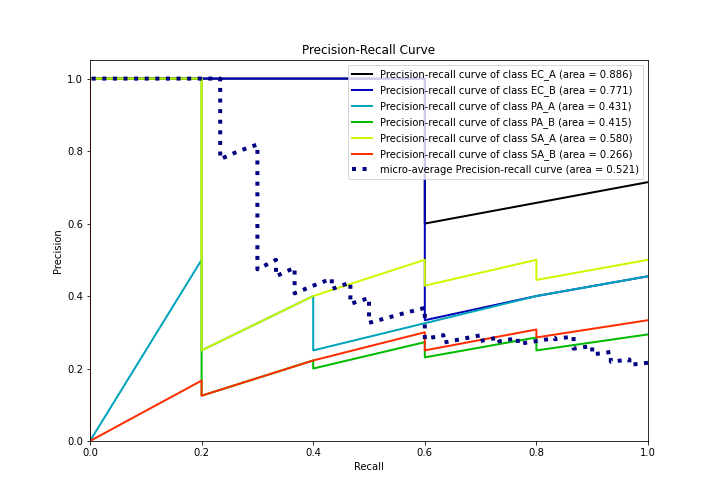 Precision-Recall Curve
Precision-recall curve of class EC_A (area = 0.886)
Precision-recall curve of class EC_B (area = 0.771)
Precision-recall curve of class PA_A (area = 0.431)
Precision-recall curve of class PA_B (area = 0.415)
Precision-recall curve of class SA_A (area = 0.580)
Precision-recall curve of class SA_B (area = 0.266)
micro-average Precision-recall curve (area = 0.521)
Precision
1.0
0.8
0.6
0.4
0.2
0.0
0.0 0.2 0.4 0.6 0.8 1.0
Recall